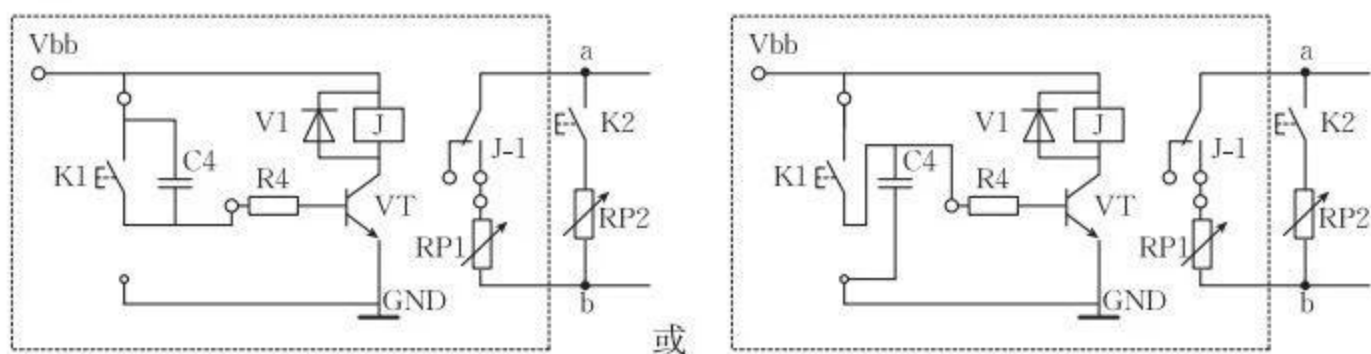 Vbb
a
V1
J
K2
K1
C4
R4
J-1
VT
RP2
RP1
GND
b
或
Vbb
a
V1
J
K2
K1
C4
R4
J-1
VT
RP2
RP1
GND
b